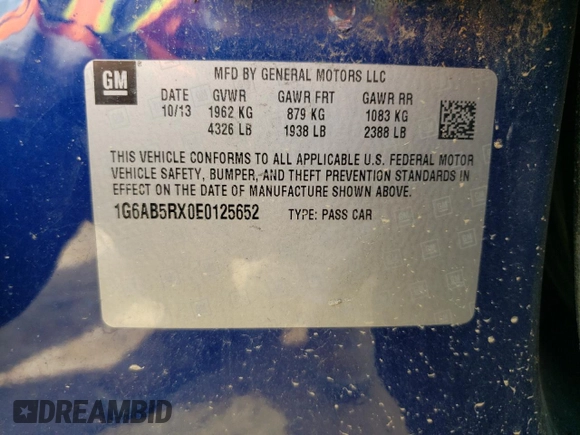 GM
MFD BY GENERAL MOTORS LLC
DATE GVWR GAWR FRT GAWR RR
10/13 1962 KG 879 KG 1083 KG
4326 LB 1938 LB 2388 LB
THIS VEHICLE CONFORMS TO ALL APPLICABLE U.S. FEDERAL MOTOR
VEHICLE SAFETY, BUMPER, AND THEFT PREVENTION STANDARDS IN
EFFECT ON THE DATE OF MANUFACTURE SHOWN ABOVE.
1G6AB5RX0E0125652 TYPE: PASS CAR
DREAMBID